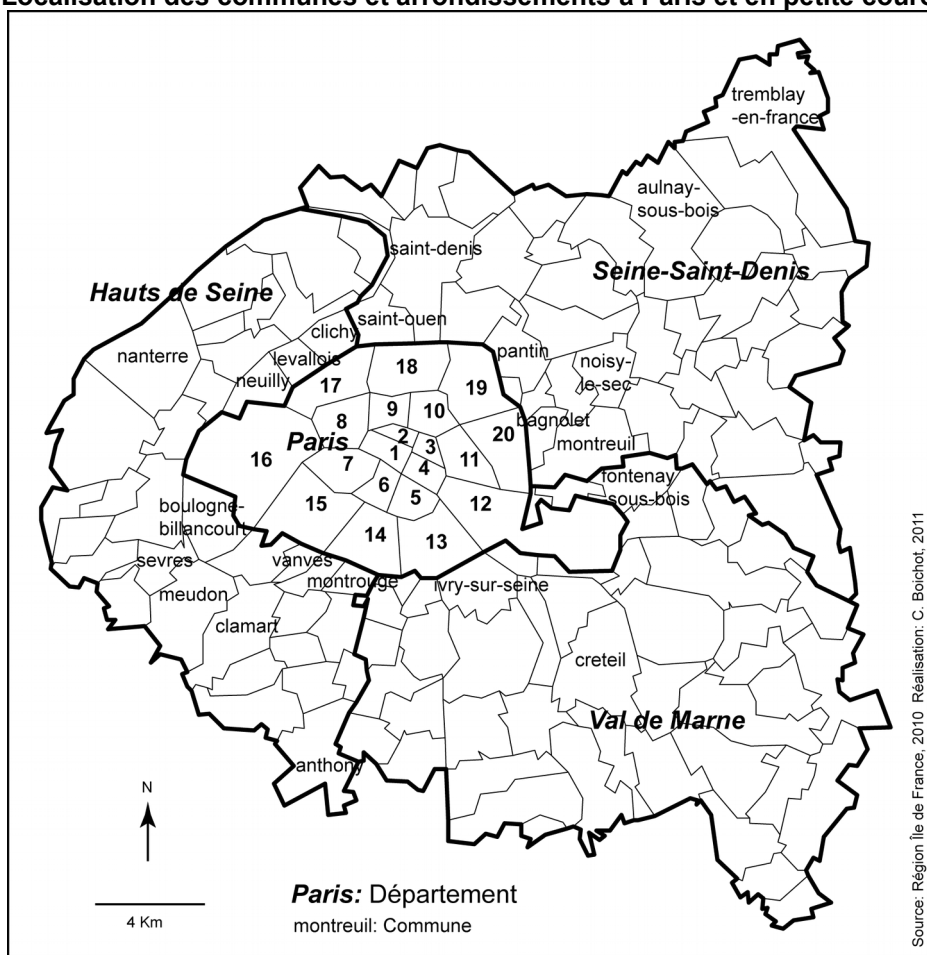 Localisation des communes et arrondissements à Paris et en petite couro
tremblay
-en-france
aulnay-
sous-bois
saint-denis
Seine-Saint-Denis
Hauts de Seine
saint-ouen
clichy
nanterre
levallois
pantin
noisy-
le-sec
neuilly
17
18
19
8
9
10
bagnolet
montreuil
Paris
2
3
20
16
1
7
4
11
fontenay
sous-bois
6
5
12
15
boulogne-
billancourt
14
13
sevres
vanves
montrouge
ivry-sur-seine
meudon
clamart
creteil
Val de Marne
anthony
N
4 Km
Paris: Département
montreuil: Commune
Source: Région Île de France, 2010 Réalisation: C. Boichot, 2011